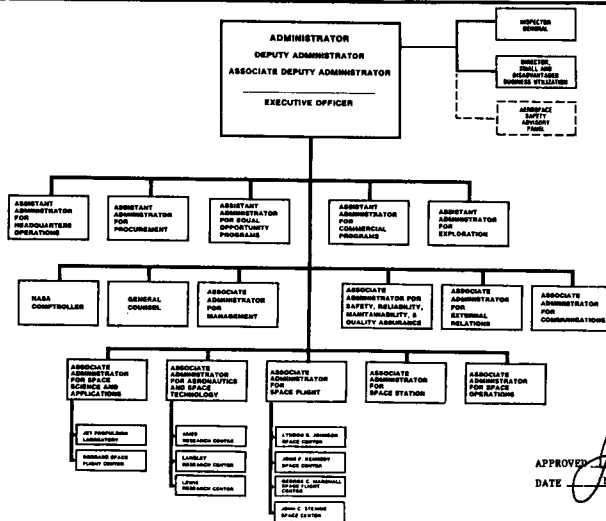 ADMINISTRATOR
DEPUTY ADMINISTRATOR
ASSOCIATE DEPUTY ADMINISTRATOR
EXECUTIVE OFFICER
INSPECTOR
GENERAL
DIRECTOR,
SMALL AND
DISADVANTAGED
BUSINESS UTILIZATION
AEROSPACE
SAFETY
ADVISORY
PANEL
ASSISTANT
ADMINISTRATOR
FOR
HEADQUARTERS
OPERATIONS
ASSISTANT
ADMINISTRATOR
FOR
PROCUREMENT
ASSISTANT
ADMINISTRATOR
FOR EQUAL
OPPORTUNITY
PROGRAMS
ASSISTANT
ADMINISTRATOR
FOR
COMMERCIAL
PROGRAMS
ASSISTANT
ADMINISTRATOR
FOR
EXPLORATION
NASA
COMPTROLLER
GENERAL
COUNSEL
ASSOCIATE
ADMINISTRATOR
FOR
MANAGEMENT
ASSOCIATE
ADMINISTRATOR FOR
SAFETY, RELIABILITY,
MAINTAINABILITY, &
QUALITY ASSURANCE
ASSOCIATE
ADMINISTRATOR
FOR
EXTERNAL
RELATIONS
ASSOCIATE
ADMINISTRATOR
FOR
COMMUNICATIONS
ASSOCIATE
ADMINISTRATOR
FOR SPACE
SCIENCE AND
APPLICATIONS
ASSOCIATE
ADMINISTRATOR
FOR AERONAUTICS
AND SPACE
TECHNOLOGY
ASSOCIATE
ADMINISTRATOR
FOR
SPACE FLIGHT
ASSOCIATE
ADMINISTRATOR
FOR
SPACE STATION
ASSOCIATE
ADMINISTRATOR
FOR SPACE
OPERATIONS
JET PROPULSION
LABORATORY
GODDARD SPACE
FLIGHT CENTER
AMES
RESEARCH CENTER
LANGLEY
RESEARCH CENTER
LEWIS
RESEARCH CENTER
LYNDON B. JOHNSON
SPACE CENTER
JOHN F. KENNEDY
SPACE CENTER
GEORGE C. MARSHALL
SPACE FLIGHT
CENTER
JOHN C. STENNIS
SPACE CENTER
APPROVED
DATE